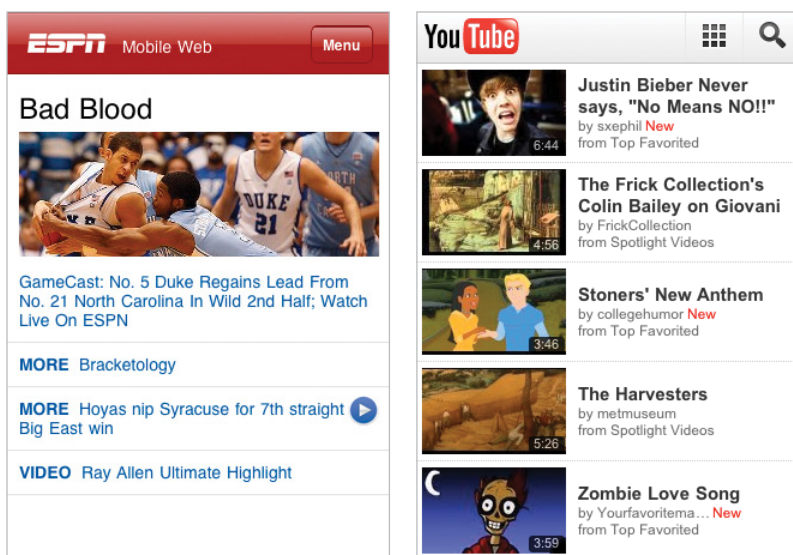 ESPN Mobile Web Menu
Bad Blood
DUKE
21
NORTH
CAROLINA
GameCast: No. 5 Duke Regains Lead From
No. 21 North Carolina In Wild 2nd Half; Watch
Live On ESPN
MORE Bracketology
MORE Hoyas nip Syracuse for 7th straight
Big East win
VIDEO Ray Allen Ultimate Highlight
YouTube
6:44
Justin Bieber Never
says, "No Means NO!!"
by sxephil New
from Top Favorited
4:56
The Frick Collection's
Colin Bailey on Giovani
by FrickCollection
from Spotlight Videos
3:46
Stoners' New Anthem
by collegehumor New
from Top Favorited
5:26
The Harvesters
by metmuseum
from Spotlight Videos
3:59
Zombie Love Song
by Yourfavoritema... New
from Top Favorited